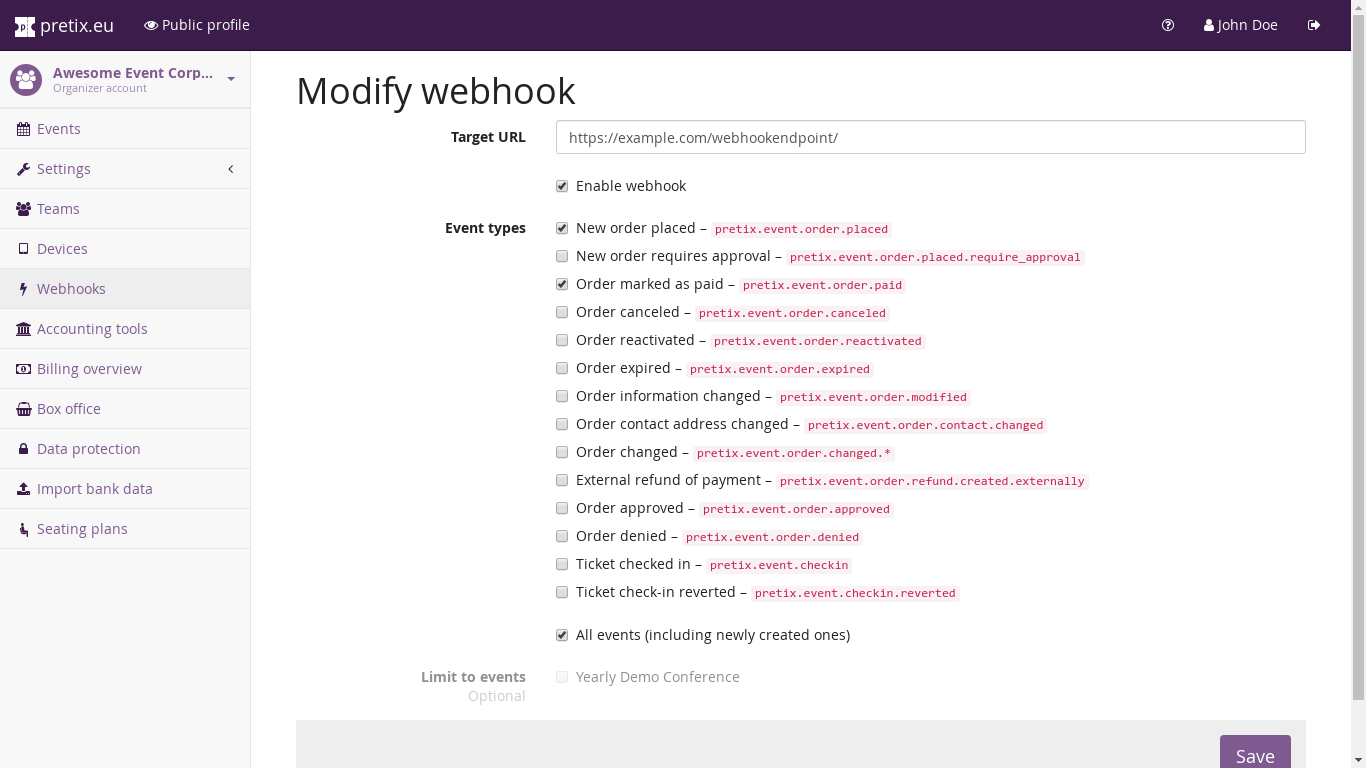 pretix.eu
Public profile
John Doe
Awesome Event Corp...
Organizer account
Events
Settings
Teams
Devices
Webhooks
Accounting tools
Billing overview
Box office
Data protection
Import bank data
Seating plans
Modify webhook
Target URL
https://example.com/webhookendpoint/
Enable webhook
Event types
New order placed – pretix.event.order.placed
New order requires approval – pretix.event.order.placed.require_approval
Order marked as paid – pretix.event.order.paid
Order canceled – pretix.event.order.canceled
Order reactivated – pretix.event.order.reactivated
Order expired – pretix.event.order.expired
Order information changed – pretix.event.order.modified
Order contact address changed – pretix.event.order.contact.changed
Order changed – pretix.event.order.changed.*
External refund of payment – pretix.event.order.refund.created.externally
Order approved – pretix.event.order.approved
Order denied – pretix.event.order.denied
Ticket checked in – pretix.event.checkin
Ticket check-in reverted – pretix.event.checkin.reverted
All events (including newly created ones)
Limit to events
Optional
Yearly Demo Conference
Save